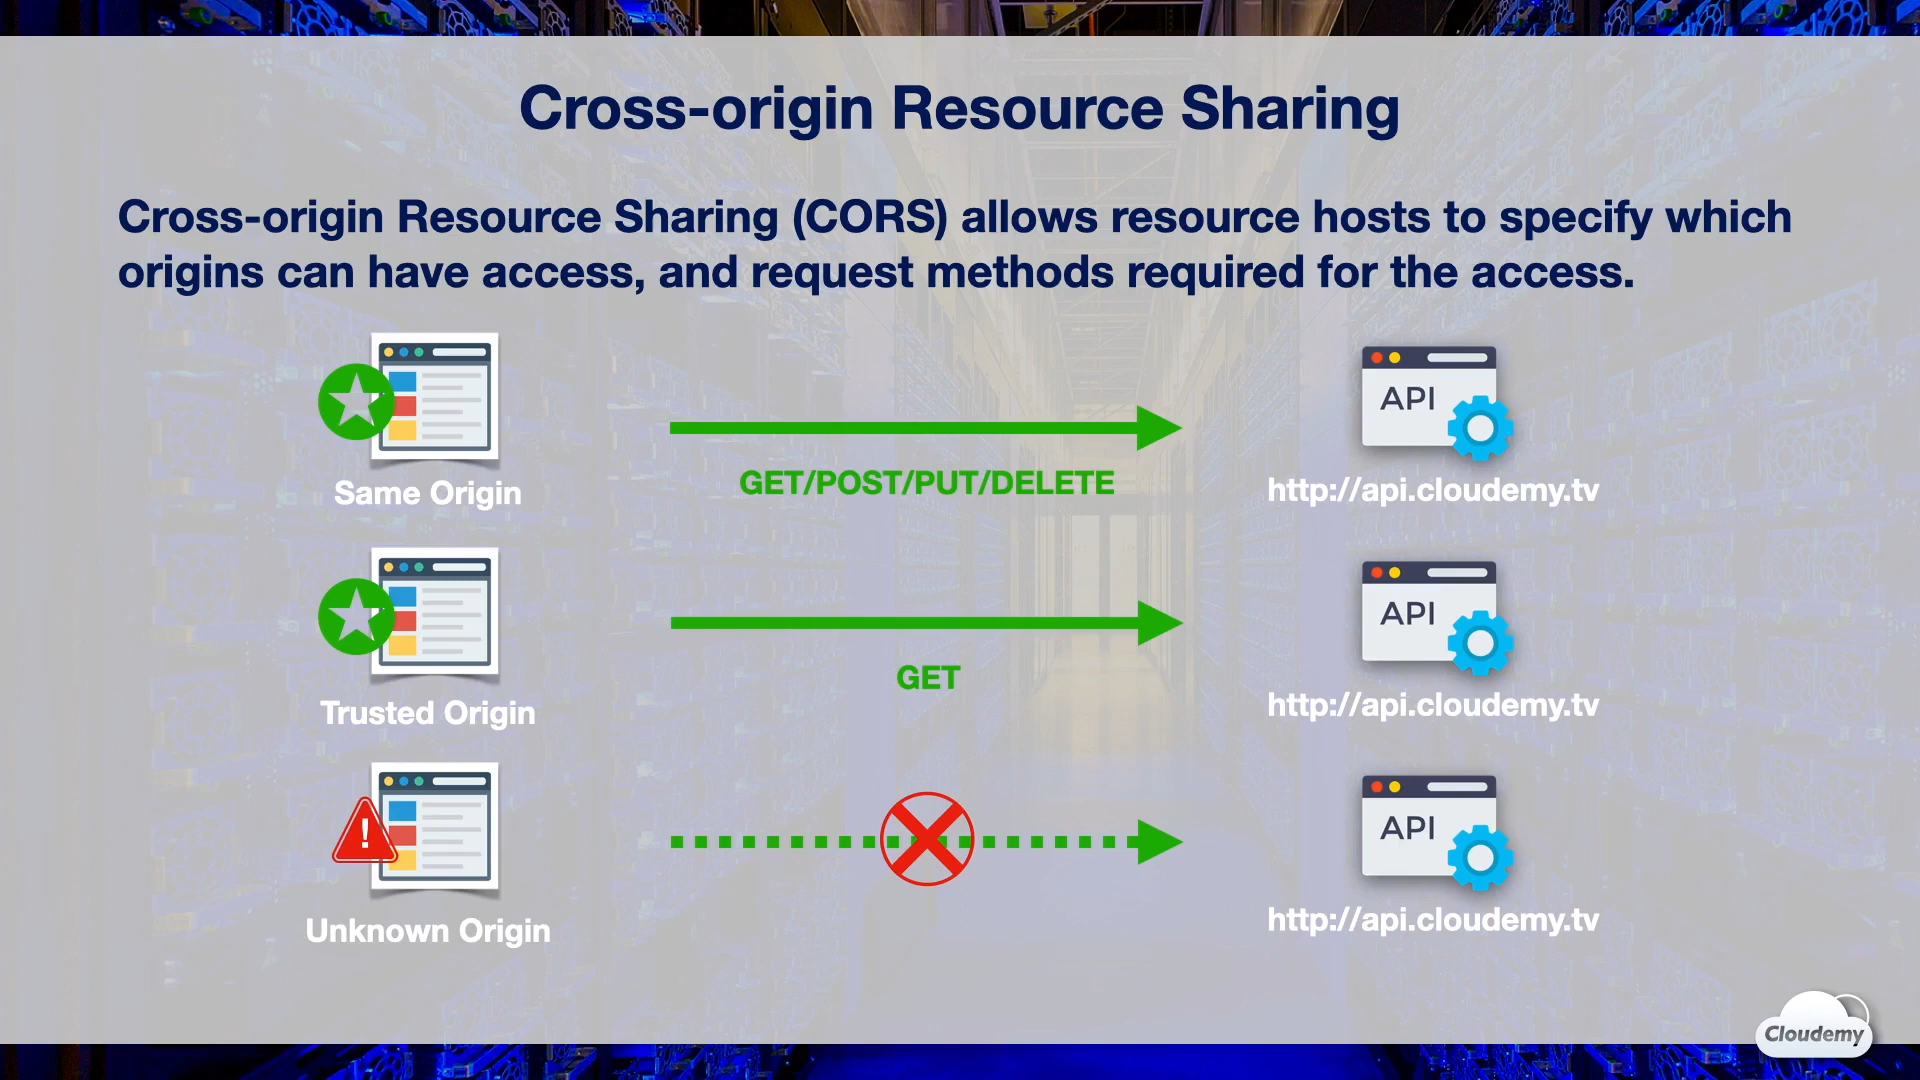 Cross-origin Resource Sharing
Cross-origin Resource Sharing (CORS) allows resource hosts to specify which
origins can have access, and request methods required for the access.
API
Same Origin
GET/POST/PUT/DELETE
http://api.cloudemy.tv
API
Trusted Origin
GET
http://api.cloudemy.tv
!
API
Unknown Origin
http://api.cloudemy.tv
Cloudemy